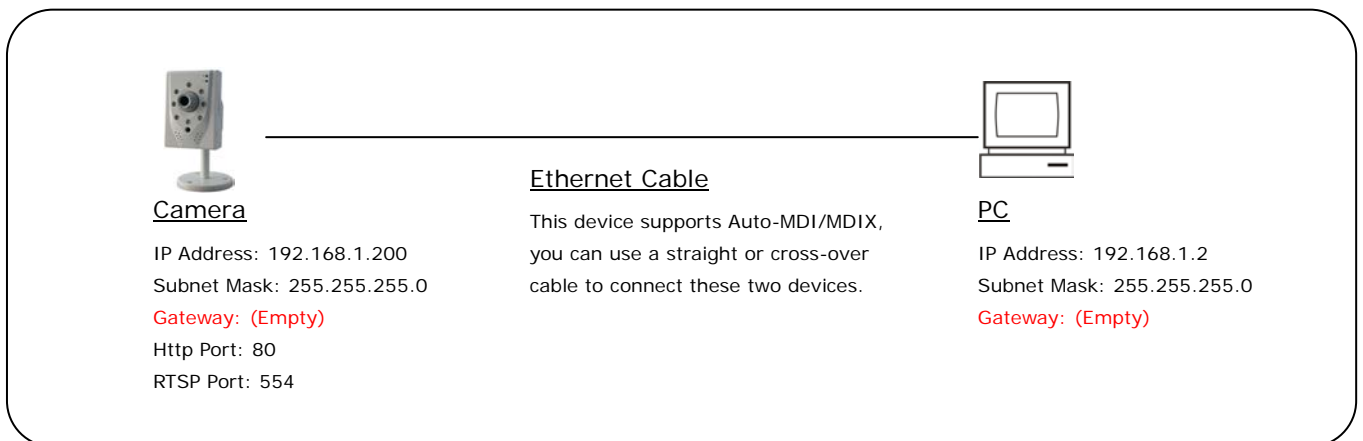 Camera
IP Address: 192.168.1.200
Subnet Mask: 255.255.255.0
Gateway: (Empty)
Http Port: 80
RTSP Port: 554
Ethernet Cable
This device supports Auto-MDI/MDIX,
you can use a straight or cross-over
cable to connect these two devices.
PC
IP Address: 192.168.1.2
Subnet Mask: 255.255.255.0
Gateway: (Empty)